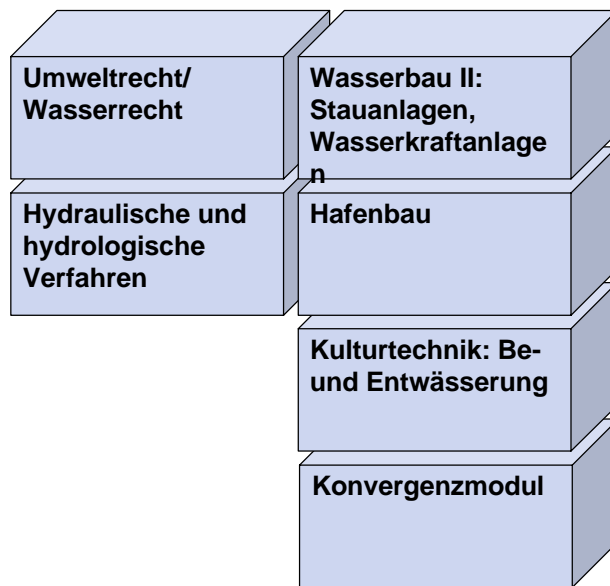 Umweltrecht/
Wasserrecht
Hydraulische und
hydrologische
Verfahren
Wasserbau II:
Stauanlagen,
Wasserkraftanlage
n
Hafenbau
Kulturtechnik: Be-
und Entwässerung
Konvergenzmodul